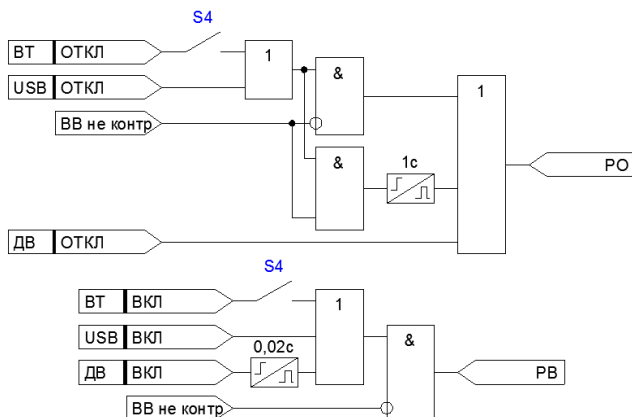 S4
ВТ ОТКЛ
1
USB ОТКЛ
&
ВВ не контр
1
&
1с
РО
ДВ ОТКЛ
S4
ВТ ВКЛ
1
USB ВКЛ
0,02с
&
ДВ ВКЛ
РВ
ВВ не контр